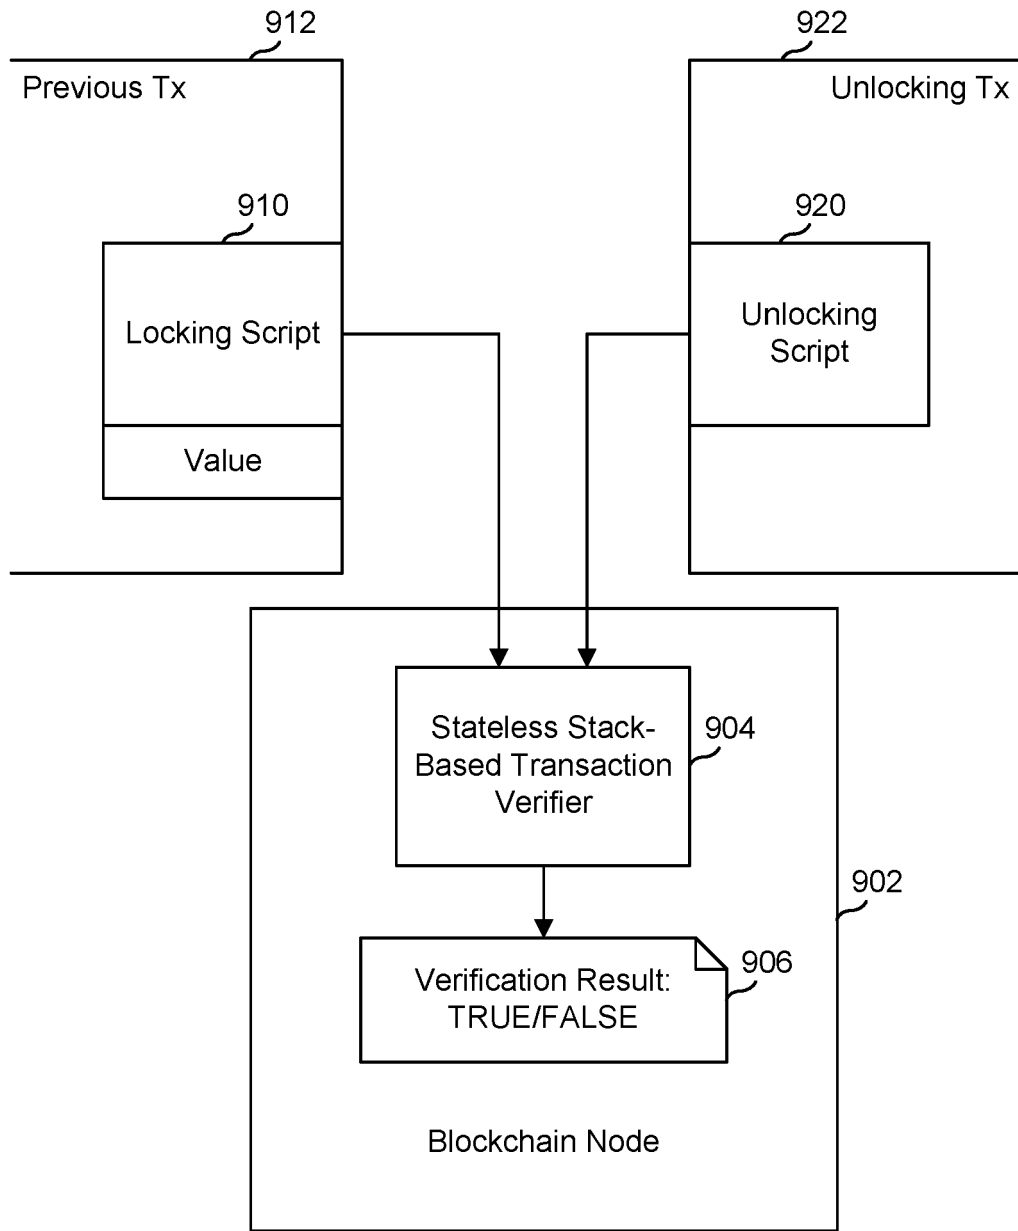 912
922
Previous Tx
Unlocking Tx
910
920
Locking Script
Unlocking
Script
Value
Stateless Stack-
Based Transaction
Verifier
904
902
Verification Result:
TRUE/FALSE
906
Blockchain Node